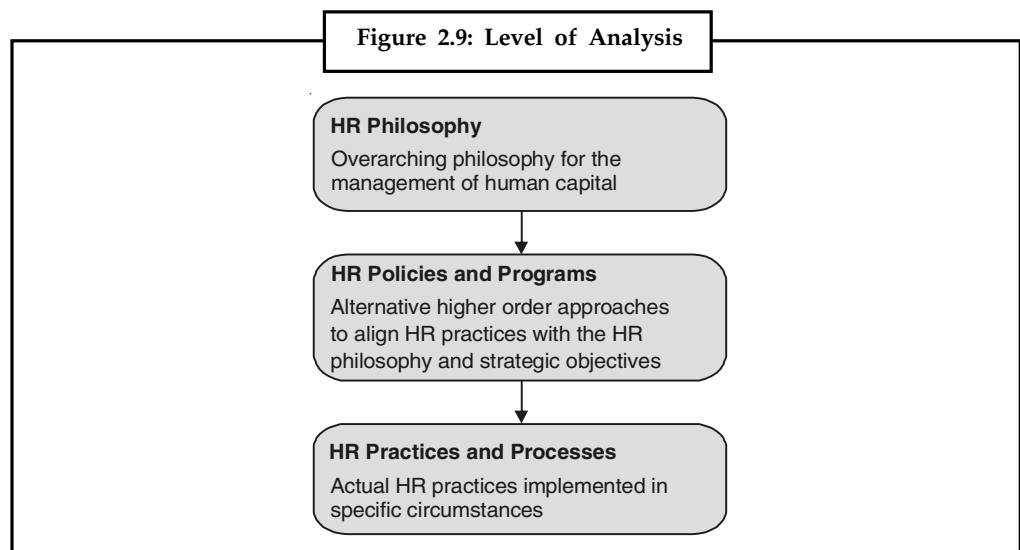 Figure 2.9: Level of Analysis
HR Philosophy
Overarching philosophy for the
management of human capital
HR Policies and Programs
Alternative higher order approaches
to align HR practices with the HR
philosophy and strategic objectives
HR Practices and Processes
Actual HR practices implemented in
specific circumstances